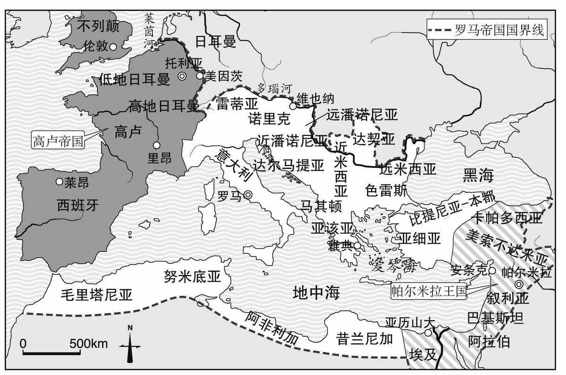 不列颠
伦敦
莱茵河
日耳曼
罗马帝国国界线
托利亚
美因茨
低地日耳曼
多瑙河
高地日耳曼
雷蒂亚
维也纳
诺里克
远潘诺尼亚
高卢帝国
高卢
近潘诺尼亚
达契亚
里昂
意大利
达尔马提亚
近米西亚
远米西亚
黑海
莱昂
西班牙
罗马
色雷斯
马其顿
比提尼亚-本都
卡帕多西亚
亚该亚
雅典
亚细亚
美索不达米亚
爱琴海
安条克
帕尔米拉
努米底亚
毛里塔尼亚
地中海
帕尔米拉王国
叙利亚
巴基斯坦
阿非利加
昔兰尼加
亚历山大
阿拉伯
埃及
N
0 500km